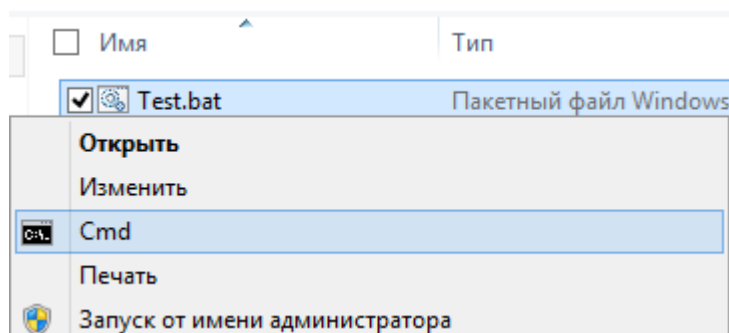 Имя Тип
Test.bat Пакетный файл Windows
Открыть
Изменить
C:\. Cmd
Печать
Запуск от имени администратора